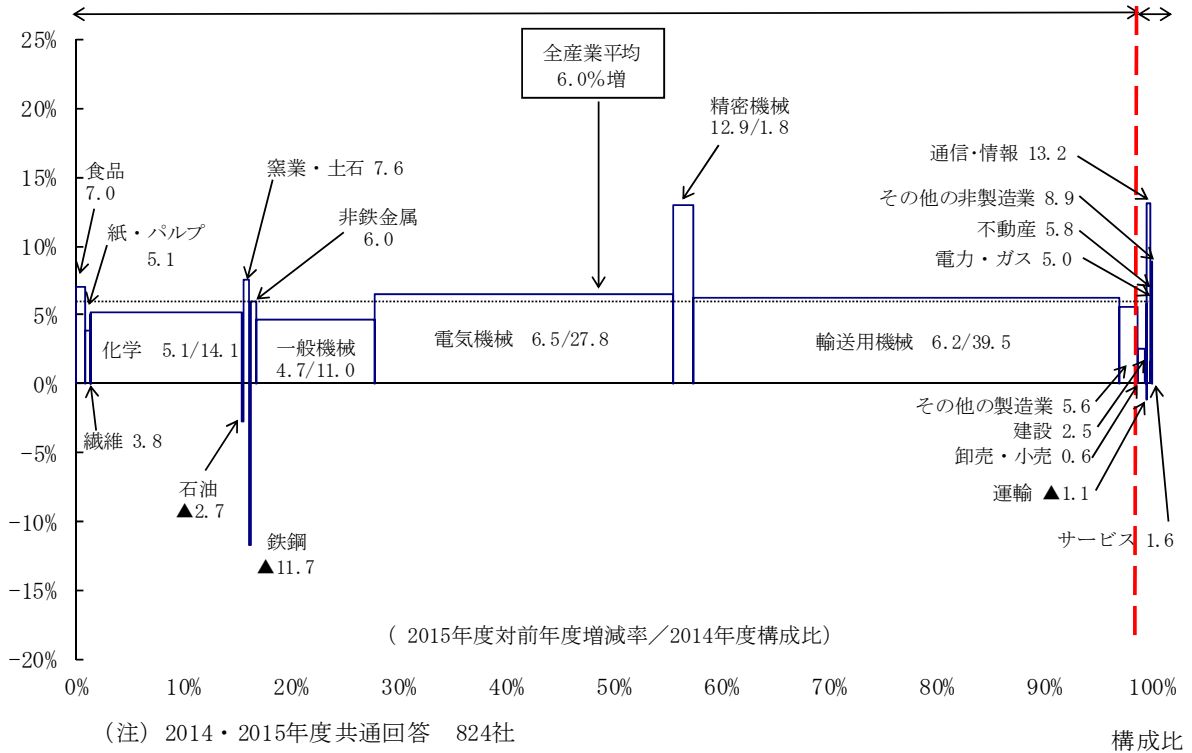 25%
20%
15%
10%
5%
0%
−5%
−10%
−15%
−20%
全産業平均
6.0%増
精密機械
12.9/1.8
食品
7.0
紙・パルプ
5.1
窯業・土石 7.6
非鉄金属
6.0
通信・情報 13.2
その他の非製造業 8.9
不動産 5.8
電力・ガス 5.0
化学 5.1/14.1
一般機械
4.7/11.0
電気機械 6.5/27.8
輸送用機械 6.2/39.5
繊維 3.8
石油
▲2.7
鉄鋼
▲11.7
その他の製造業 5.6
建設 2.5
卸売・小売 0.6
運輸 ▲1.1
サービス 1.6
( 2015年度対前年度増減率／2014年度構成比)
0% 10% 20% 30% 40% 50% 60% 70% 80% 90% 100%
(注) 2014・2015年度共通回答 824社
構成比